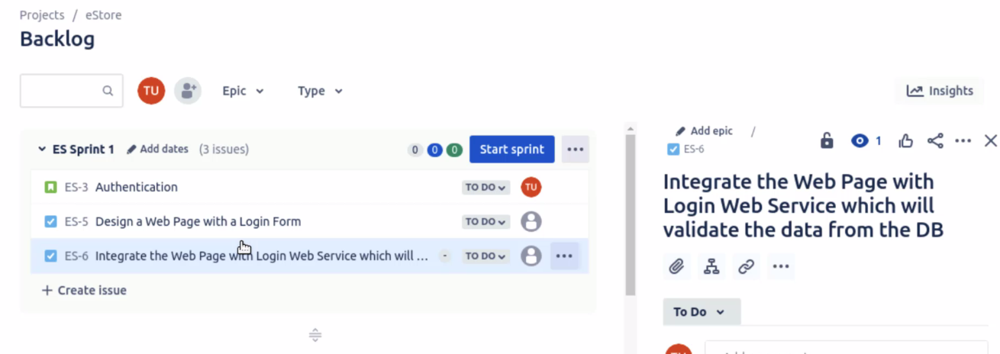 Projects / eStore
Backlog
TU
Epic
Type
Insights
ES Sprint 1 Add dates (3 issues) 0 0 0 Start sprint
ES-3 Authentication TO DO TU
ES-5 Design a Web Page with a Login Form TO DO
ES-6 Integrate the Web Page with Login Web Service which will ... - TO DO
+ Create issue
Add epic /
ES-6
1
Integrate the Web Page with
Login Web Service which will
validate the data from the DB
To Do